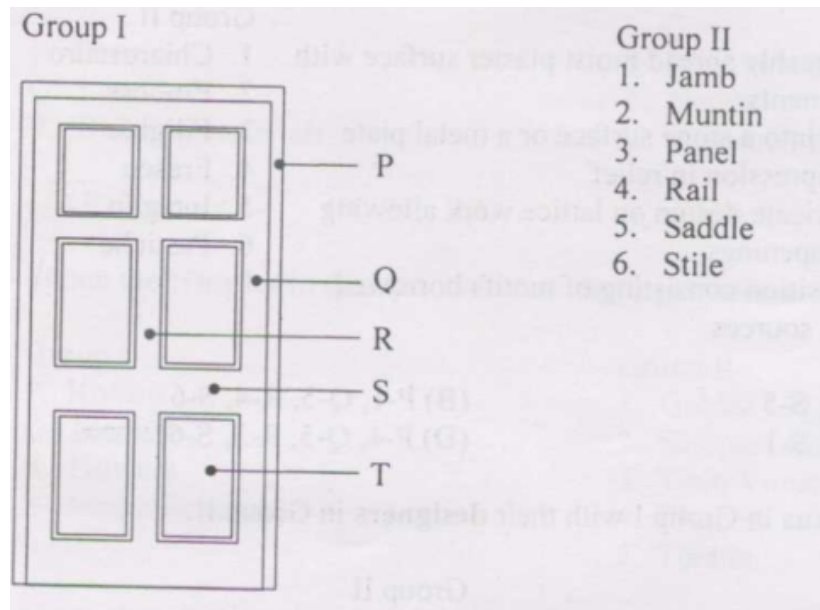 Group I
P
Q
R
S
T
Group II
1. Jamb
2. Muntin
3. Panel
4. Rail
5. Saddle
6. Stile